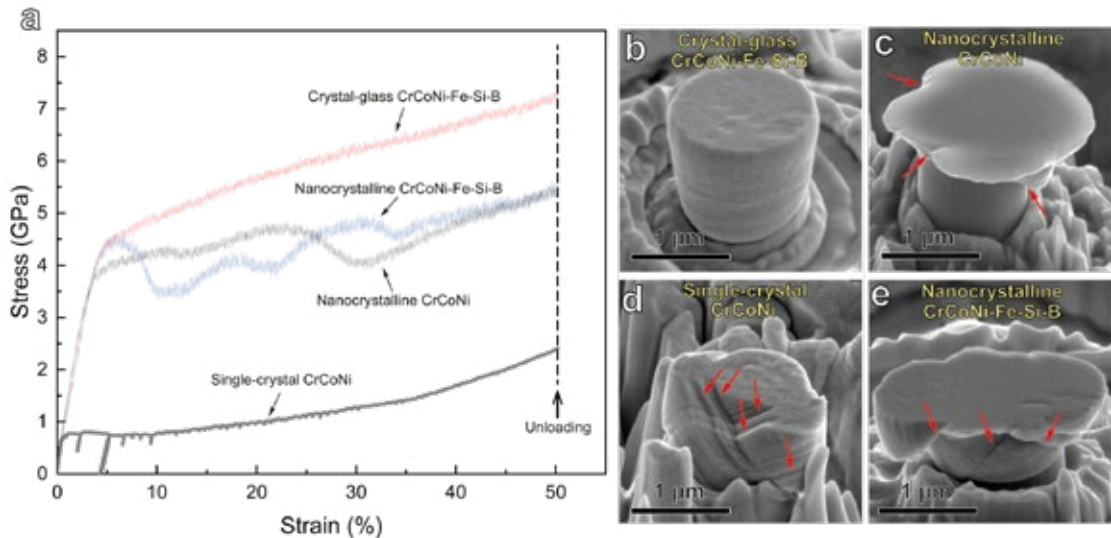 a
8
7
6
5
4
3
2
1
0
Stress (GPa)
0
10
20
30
40
50
Strain (%)
Crystal-glass CrCoNi-Fe-Si-B
Nanocrystalline CrCoNi-Fe-Si-B
Nanocrystalline CrCoNi
Single-crystal CrCoNi
Unloading
b
Crystal-glass
CrCoNi-Fe-Si-B
1 μm
c
Nanocrystalline
CrCoNi
1 μm
d
Single-crystal
CrCoNi
1 μm
e
Nanocrystalline
CrCoNi-Fe-Si-B
1 μm